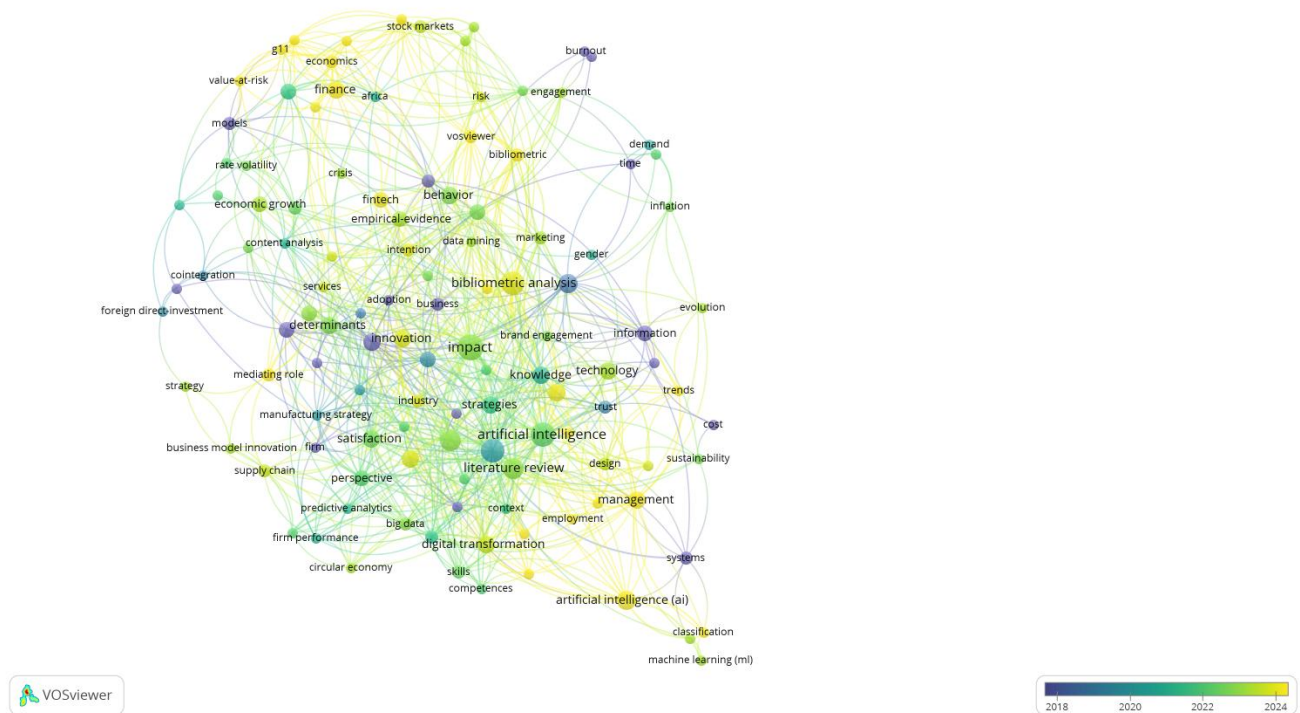 stock markets
g11
burnout
economics
value-at-risk
finance
africa
risk
engagement
models
vosviewer
demand
bibliometric
time
rate volatility
crisis
behavior
fintech
economic growth
inflation
empirical-evidence
data mining
marketing
content analysis
intention
gender
cointegration
services
bibliometric analysis
adoption
business
foreign direct investment
evolution
determinants
innovation
brand engagement
information
impact
mediating role
knowledge
technology
strategy
trends
industry
strategies
trust
manufacturing strategy
cost
satisfaction
artificial intelligence
business model innovation
firm
sustainability
supply chain
literature review
design
perspective
management
predictive analytics
context
employment
big data
firm performance
digital transformation
systems
circular economy
skills
competences
artificial intelligence (ai)
classification
machine learning (ml)
VOSviewer
2018 2020 2022 2024